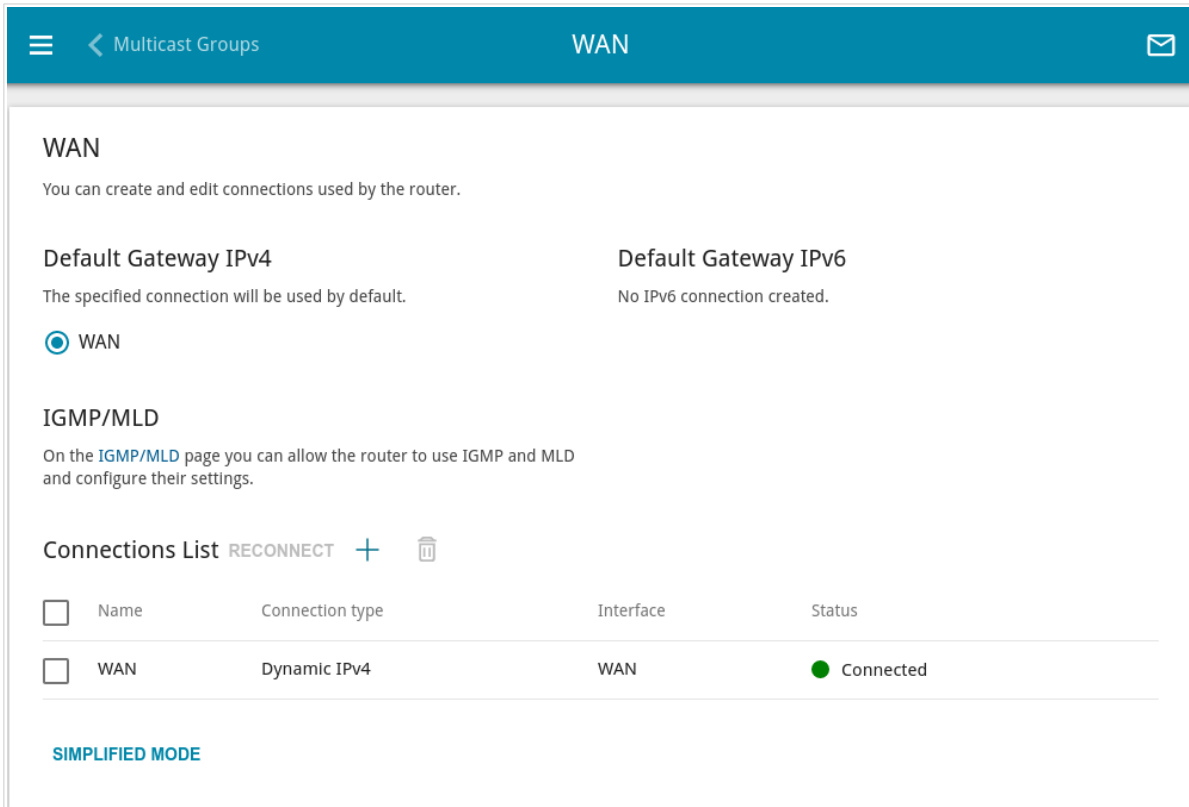 Multicast Groups
WAN
WAN
You can create and edit connections used by the router.
Default Gateway IPv4
The specified connection will be used by default.
WAN
Default Gateway IPv6
No IPv6 connection created.
IGMP/MLD
On the IGMP/MLD page you can allow the router to use IGMP and MLD
and configure their settings.
Connections List RECONNECT
Name Connection type Interface Status
WAN Dynamic IPv4 WAN Connected
SIMPLIFIED MODE